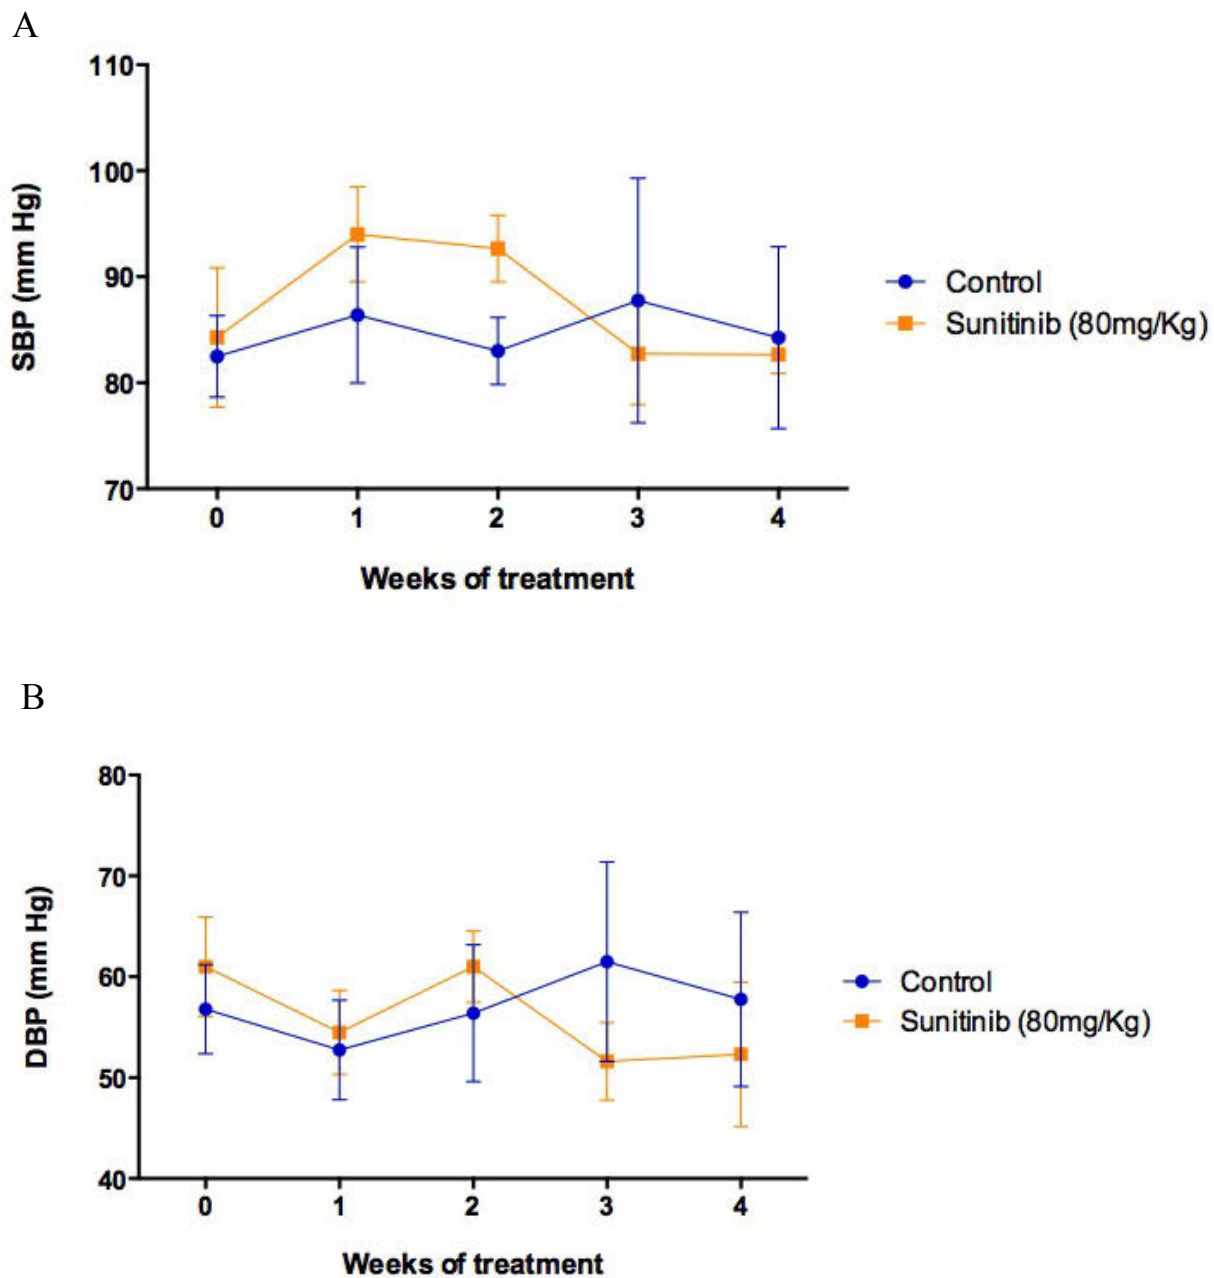 A
110
100
90
80
70
SBP (mm Hg)
0 1 2 3 4
Weeks of treatment
Control
Sunitinib (80mg/Kg)
B
80
70
60
50
40
DBP (mm Hg)
0 1 2 3 4
Weeks of treatment
Control
Sunitinib (80mg/Kg)